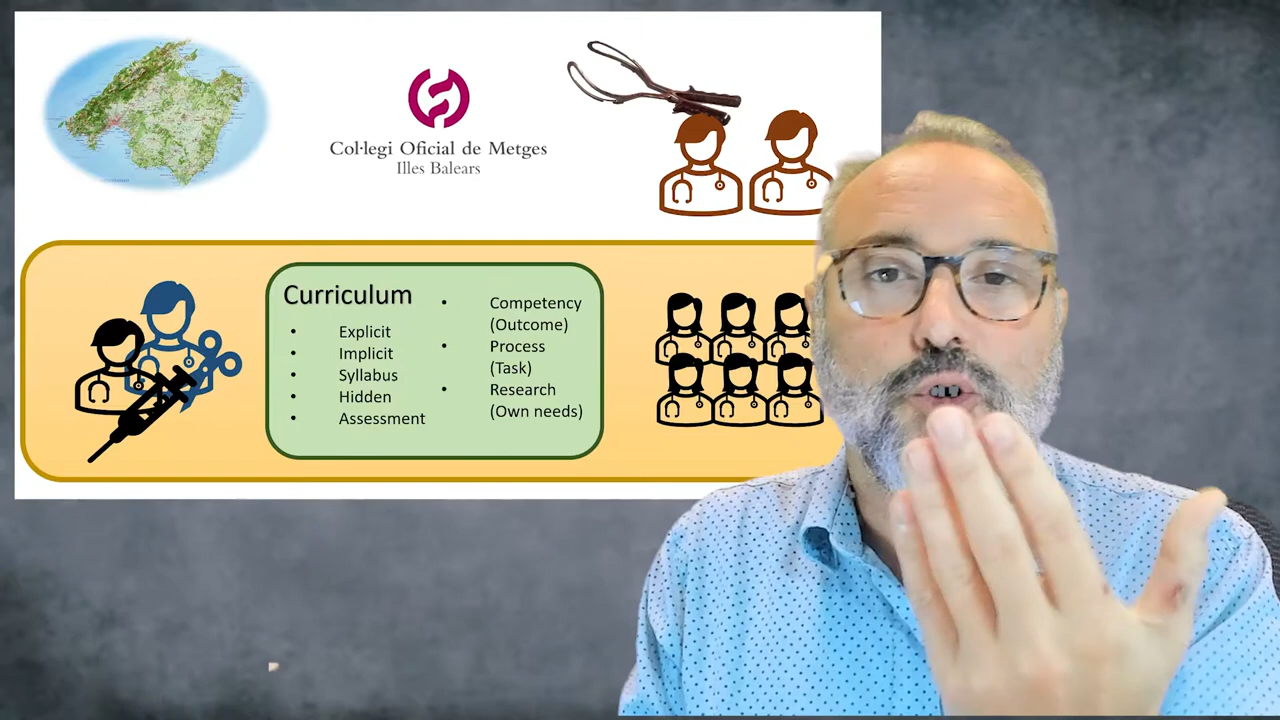 Col·legi Oficial de Metges
Illes Balears
Curriculum
• Explicit
• Implicit
• Syllabus
• Hidden
• Assessment
• Competency
(Outcome)
• Process
(Task)
• Research
(Own needs)